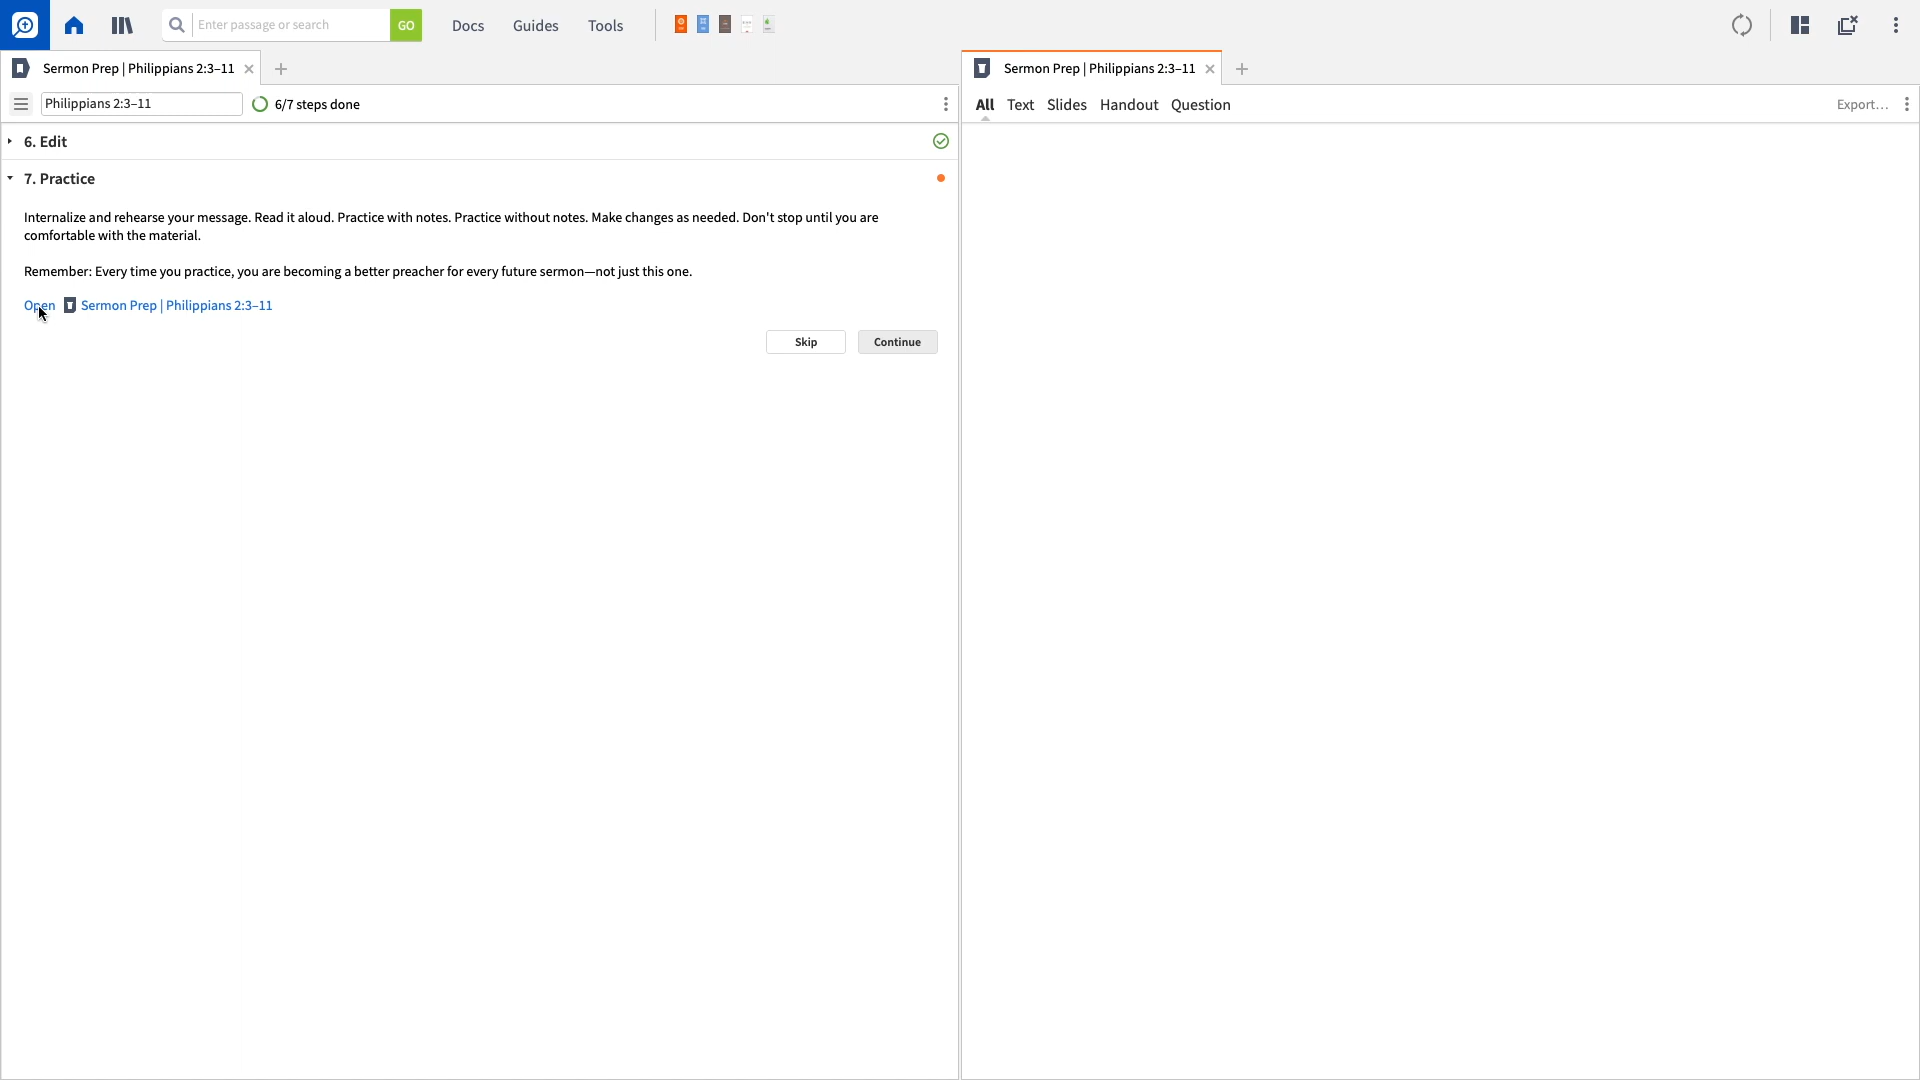 Enter passage or search
GO
Docs
Guides
Tools
Sermon Prep | Philippians 2:3–11
Philippians 2:3–11
6/7 steps done
6. Edit
7. Practice
Internalize and rehearse your message. Read it aloud. Practice with notes. Practice without notes. Make changes as needed. Don't stop until you are
comfortable with the material.
Remember: Every time you practice, you are becoming a better preacher for every future sermon—not just this one.
Open Sermon Prep | Philippians 2:3–11
Skip
Continue
Sermon Prep | Philippians 2:3–11
All
Text
Slides
Handout
Question
Export…